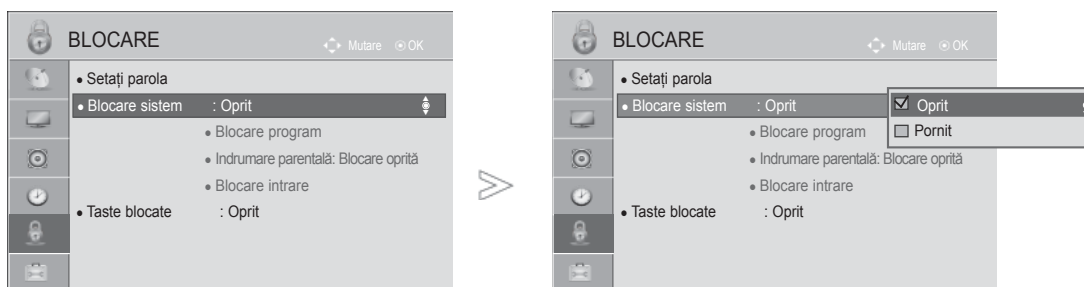 BLOCARE Mutare OK
• Setați parola
• Blocare sistem : Oprit
• Blocare program
• Indrumare parentală: Blocare oprită
• Blocare intrare
• Taste blocate : Oprit
BLOCARE Mutare OK
• Setați parola
• Blocare sistem : Oprit
Oprit
Pornit
• Blocare program
• Indrumare parentală: Blocare oprită
• Blocare intrare
• Taste blocate : Oprit